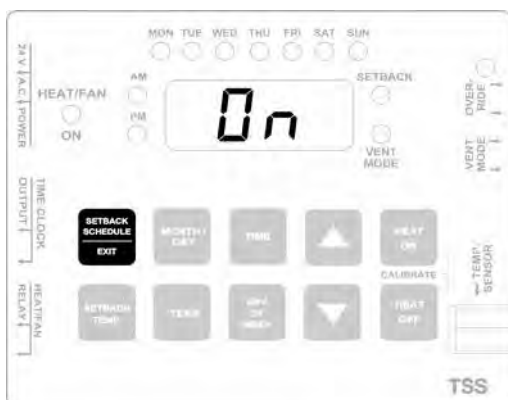 MON TUE WED THU FRI SAT SUN
24V A.C. POWER
HEAT/FAN
ON
AM
PM
On
SETBACK
VENT
MODE
OVER-
RIDE
VENT
MODE
TIME CLOCK
OUTPUT
HEAT/FAN
RELAY
SETBACK
SCHEDULE
EXIT
MONTH/
DAY
TIME
HEAT
ON
CALIBRATE
SETBACK
TEMP
TEMP
DAY
OF
WEEK
HEAT
OFF
TEMP.
SENSOR
TSS